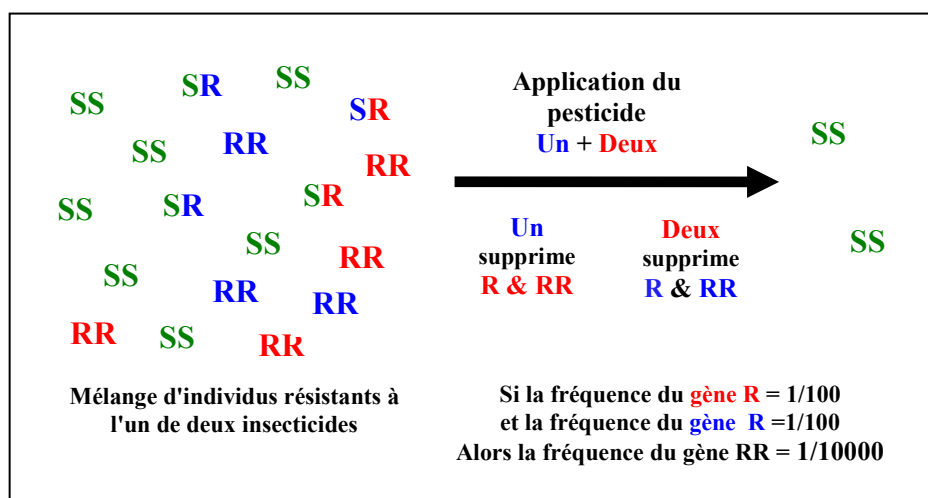 SS
SR
SS
SR
SS
RR
RR
SS
SR
SR
SS
SS
RR
RR
RR
RR
SS
RR
Mélange d'individus résistants à
l'un de deux insecticides
Application du
pesticide
Un + Deux
Un
supprime
R & RR
Deux
supprime
R & RR
SS
SS
Si la fréquence du gène R = 1/100
et la fréquence du gène R =1/100
Alors la fréquence du gène RR = 1/10000